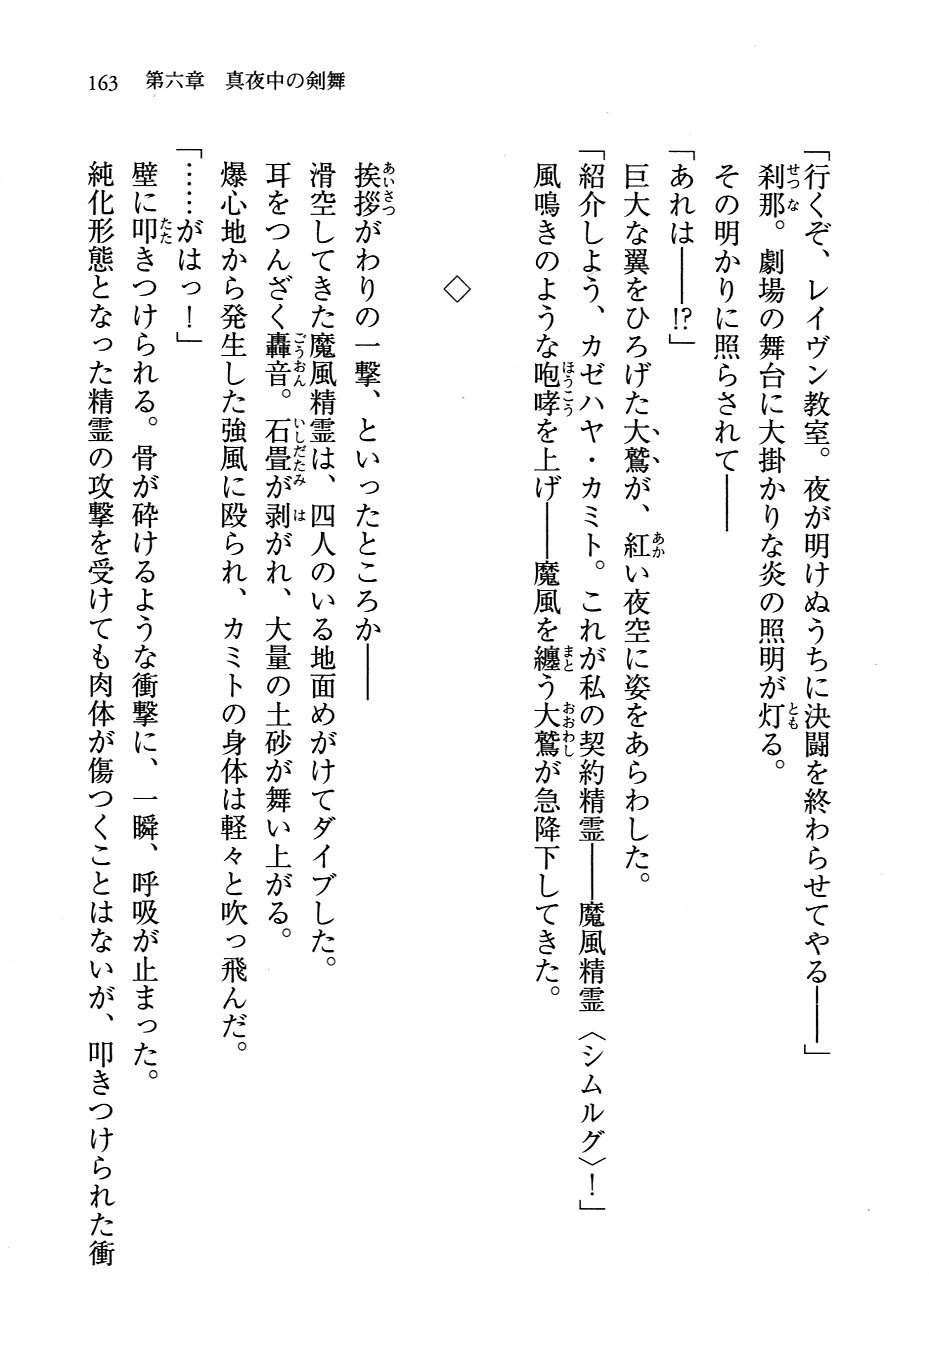 163　第六章　真夜中の剣舞
「行くぞ、レイヴン教室。夜が明けぬうちに決闘を終わらせてやる――」
刹那。劇場の舞台に大掛かりな炎の照明が灯る。
その明かりに照らされて――
「あれは――!?」
巨大な翼をひろげた大鷲が、紅い夜空に姿をあらわした。
「紹介しよう、カゼハヤ・カミト。これが私の契約精霊――魔風精霊〈シムルグ〉！」
風鳴きのような咆哮を上げ――魔風を纏う大鷲が急降下してきた。
◇
挨拶がわりの一撃、といったところか――
滑空してきた魔風精霊は、四人のいる地面めがけてダイブした。
耳をつんざく轟音。石畳が剥がれ、大量の土砂が舞い上がる。
爆心地から発生した強風に殴られ、カミトの身体は軽々と吹っ飛んだ。
「……がはっ！」
壁に叩きつけられる。骨が砕けるような衝撃に、一瞬、呼吸が止まった。
純化形態となった精霊の攻撃を受けても肉体が傷つくことはないが、叩きつけられた衝